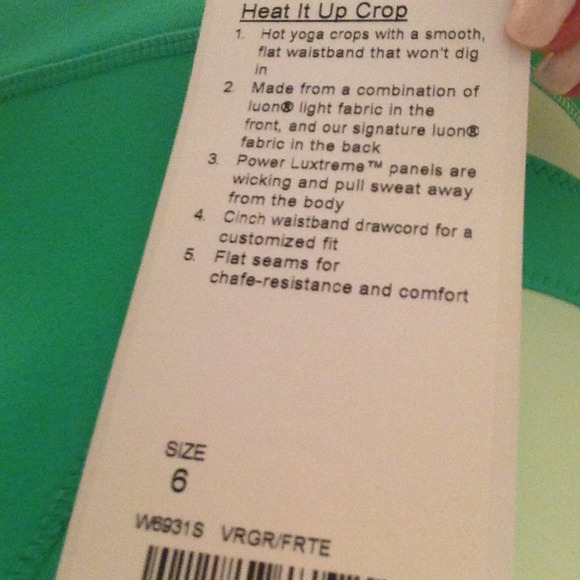 Heat It Up Crop
1. Hot yoga crops with a smooth,
flat waistband that won't dig
in
2. Made from a combination of
luon® light fabric in the
front, and our signature luon®
fabric in the back
3. Power Luxtreme™ panels are
wicking and pull sweat away
from the body
4. Cinch waistband drawcord for a
customized fit
5. Flat seams for
chafe-resistance and comfort
SIZE
6
W6931S VRGR/FRTE